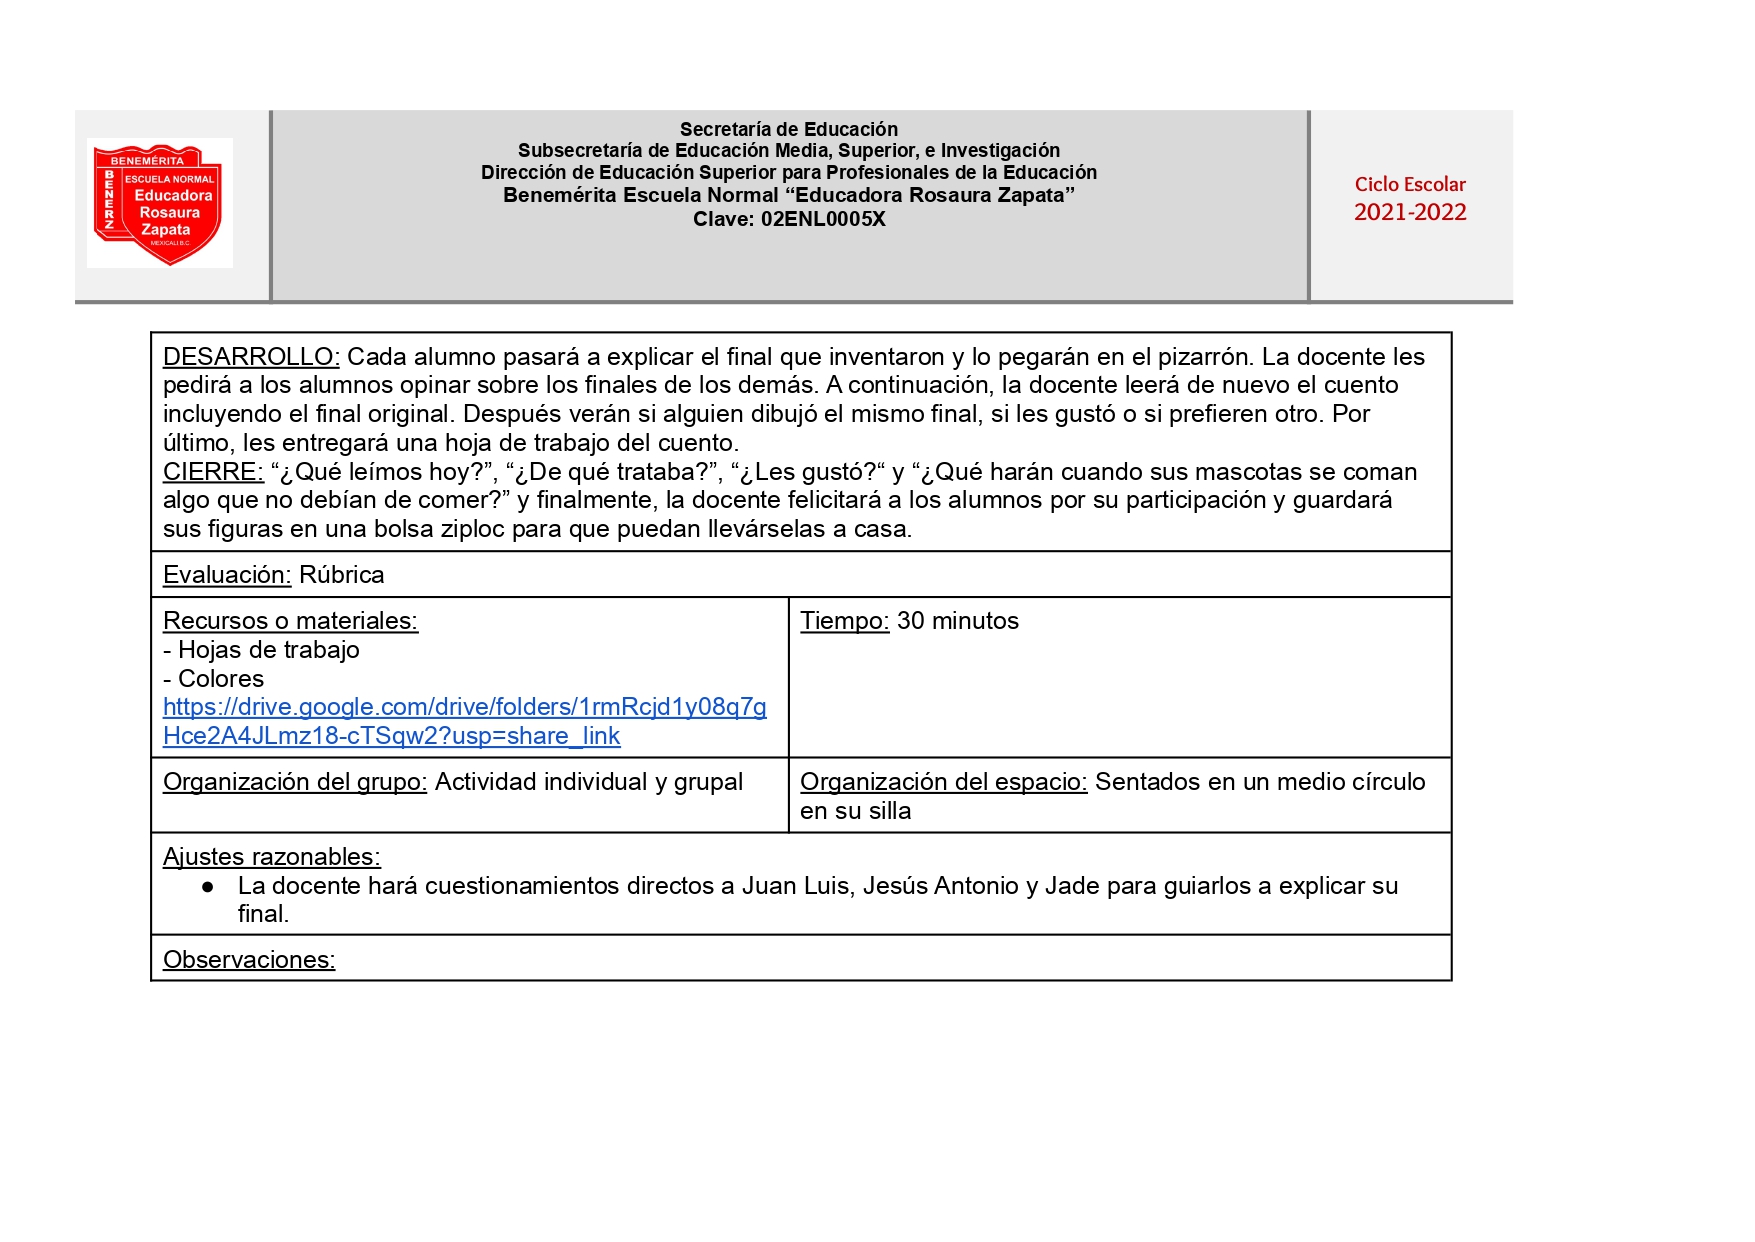 BENEMÉRITA
BENERZ
ESCUELA NORMAL
Educadora
Rosaura
Zapata
MEXICALI B.C.
Secretaría de Educación
Subsecretaría de Educación Media, Superior, e Investigación
Dirección de Educación Superior para Profesionales de la Educación
Benemérita Escuela Normal “Educadora Rosaura Zapata”
Clave: 02ENL0005X
Ciclo Escolar
2021-2022
DESARROLLO: Cada alumno pasará a explicar el final que inventaron y lo pegarán en el pizarrón. La docente les
pedirá a los alumnos opinar sobre los finales de los demás. A continuación, la docente leerá de nuevo el cuento
incluyendo el final original. Después verán si alguien dibujó el mismo final, si les gustó o si prefieren otro. Por
último, les entregará una hoja de trabajo del cuento.
CIERRE: “¿Qué leímos hoy?”, “¿De qué trataba?”, “¿Les gustó?“ y “¿Qué harán cuando sus mascotas se coman
algo que no debían de comer?” y finalmente, la docente felicitará a los alumnos por su participación y guardará
sus figuras en una bolsa ziploc para que puedan llevárselas a casa.
Evaluación: Rúbrica
Recursos o materiales:
- Hojas de trabajo
- Colores
https://drive.google.com/drive/folders/1rmRcjd1y08q7g
Hce2A4JLmz18-cTSqw2?usp=share_link
Tiempo: 30 minutos
Organización del grupo: Actividad individual y grupal
Organización del espacio: Sentados en un medio círculo
en su silla
Ajustes razonables:
● La docente hará cuestionamientos directos a Juan Luis, Jesús Antonio y Jade para guiarlos a explicar su
final.
Observaciones: